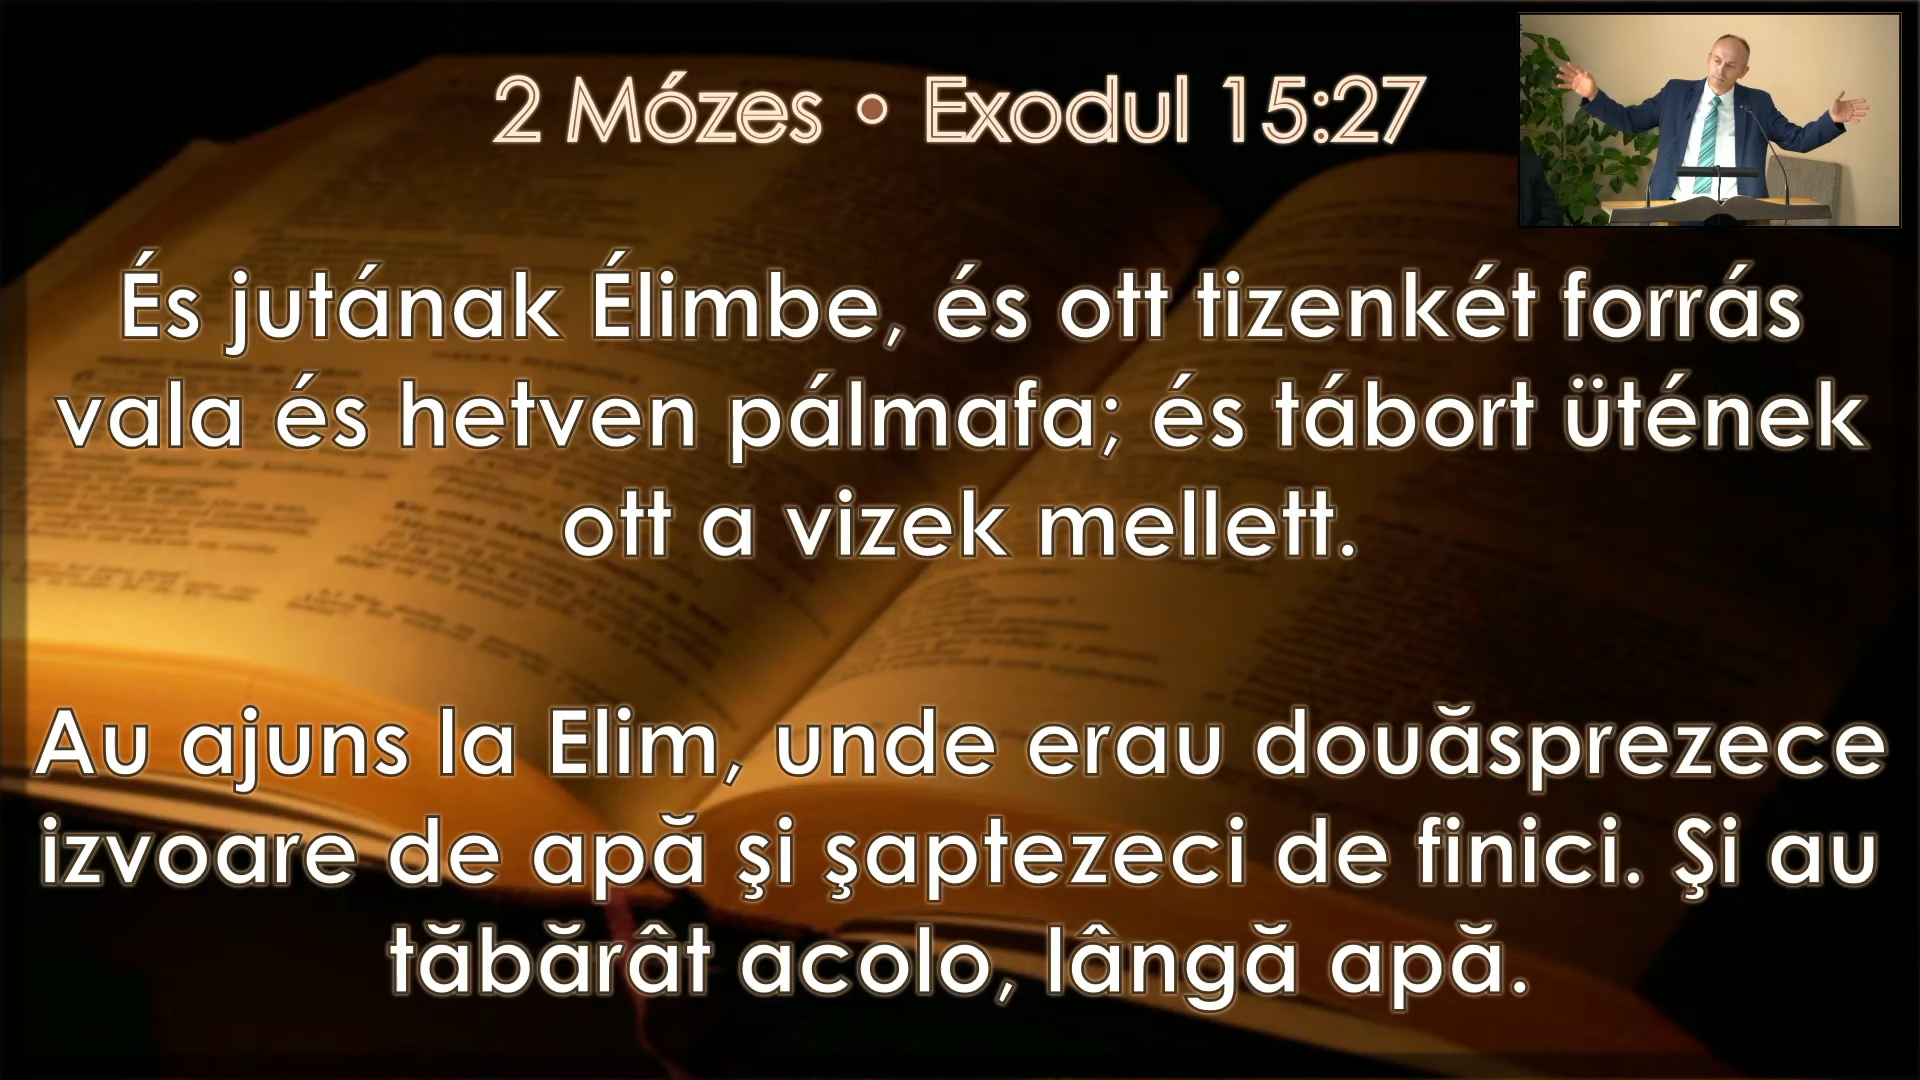 2 Mózes • Exodul 15:27
És jutának Élimbe, és ott tizenkét forrás
vala és hetven pálmafa; és tábort ütének
ott a vizek mellett.
Au ajuns la Elim, unde erau douăsprezece
izvoare de apă şi şaptezeci de finici. Şi au
tăbărât acolo, lângă apă.